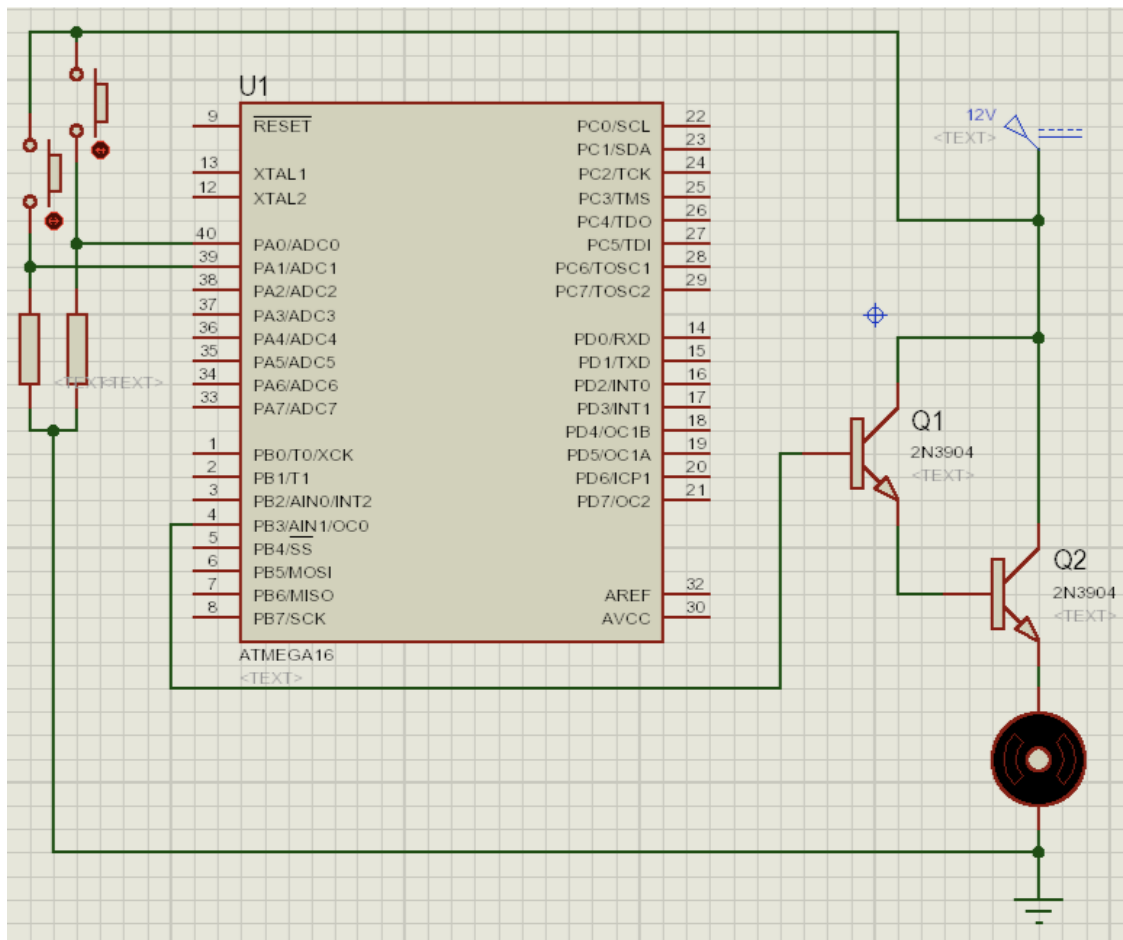 U1
9
RESET
13
XTAL1
12
XTAL2
40
PA0/ADC0
39
PA1/ADC1
38
PA2/ADC2
37
PA3/ADC3
36
PA4/ADC4
35
PA5/ADC5
34
PA6/ADC6
33
PA7/ADC7
1
PB0/T0/XCK
2
PB1/T1
3
PB2/AIN0/INT2
4
PB3/AIN1/OC0
5
PB4/SS
6
PB5/MOSI
7
PB6/MISO
8
PB7/SCK
PC0/SCL
22
PC1/SDA
23
PC2/TCK
24
PC3/TMS
25
PC4/TDO
26
PC5/TDI
27
PC6/TOSC1
28
PC7/TOSC2
29
PD0/RXD
14
PD1/TXD
15
PD2/INT0
16
PD3/INT1
17
PD4/OC1B
18
PD5/OC1A
19
PD6/ICP1
20
PD7/OC2
21
AREF
32
AVCC
30
ATMEGA16
<TEXT>
<TEXT>
<TEXT>
12V
<TEXT>
Q1
2N3904
<TEXT>
Q2
2N3904
<TEXT>